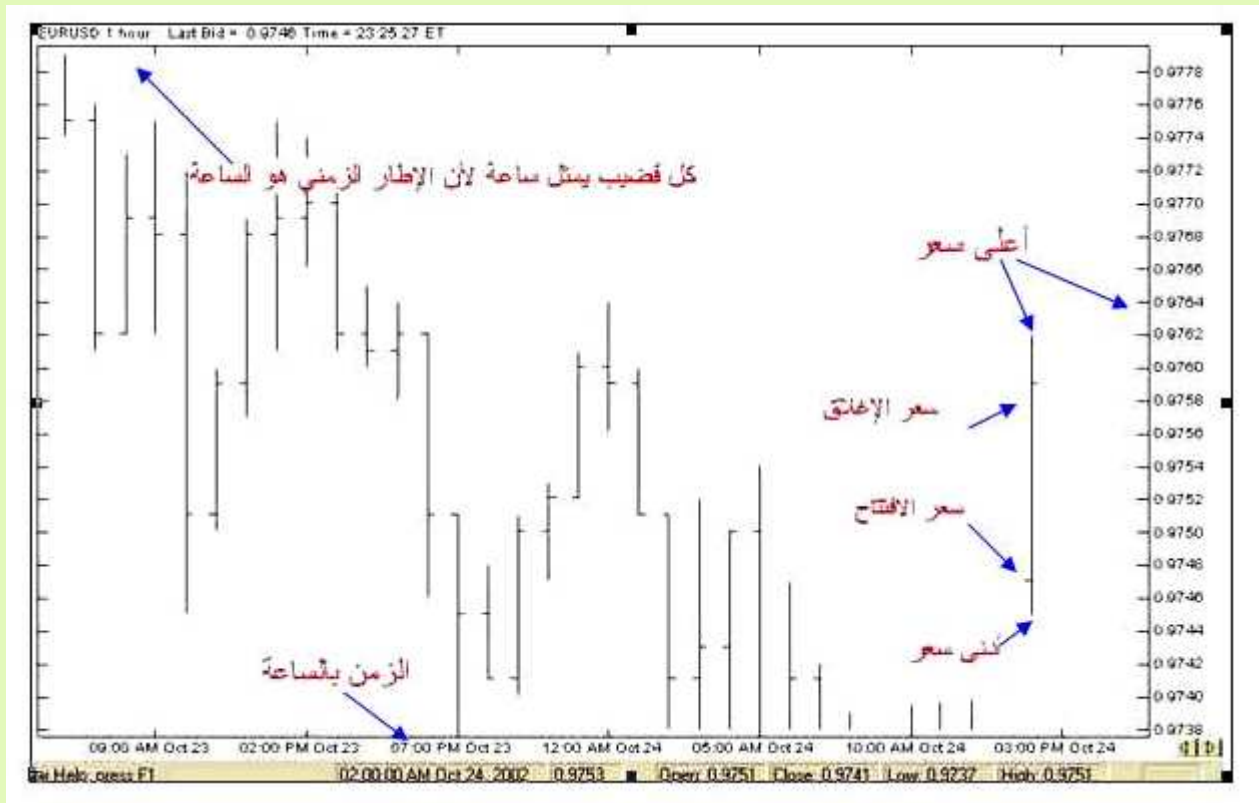 EURUSD 1 hour Last Bid = 0.9746 Time = 23:25:27 ET
0.9778
0.9776
0.9774
كل قضيب يمثل ساعة لأن الإطار الزمني هو الساعة
0.9772
0.9770
0.9768
أعلى سعر
0.9766
0.9764
0.9762
0.9760
0.9758
سعر الإغلاق
0.9756
0.9754
0.9752
سعر الافتتاح
0.9750
0.9748
0.9746
0.9744
أدنى سعر
0.9742
الزمن بالساعة
0.9740
0.9738
09:00 AM Oct 23 02:00 PM Oct 23 07:00 PM Oct 23 12:00 AM Oct 24 05:00 AM Oct 24 10:00 AM Oct 24 03:00 PM Oct 24
Help, press F1 02:00:00 AM Oct 24, 2002 0.9753 Open: 0.9751 Close: 0.9741 Low: 0.9237 High: 0.9751